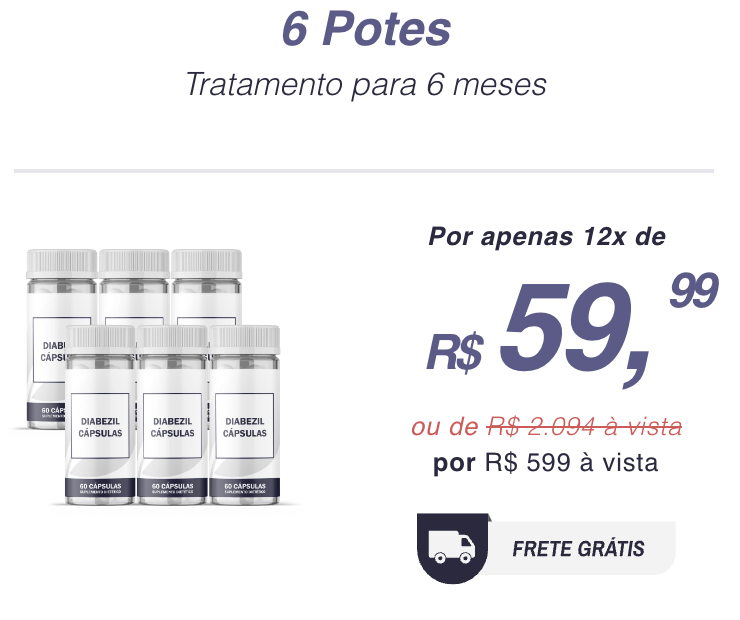 6 Potes
Tratamento para 6 meses
Por apenas 12x de
R$ 59,99
ou de R$ 2.094 à vista
por R$ 599 à vista
FRETE GRÁTIS
DIABEZIL
CÁPSULAS
60 CÁPSULAS
SUPLEMENTO DIETÉTICO
DIABEZIL
CÁPSULAS
60 CÁPSULAS
SUPLEMENTO DIETÉTICO
DIABEZIL
CÁPSULAS
60 CÁPSULAS
SUPLEMENTO DIETÉTICO